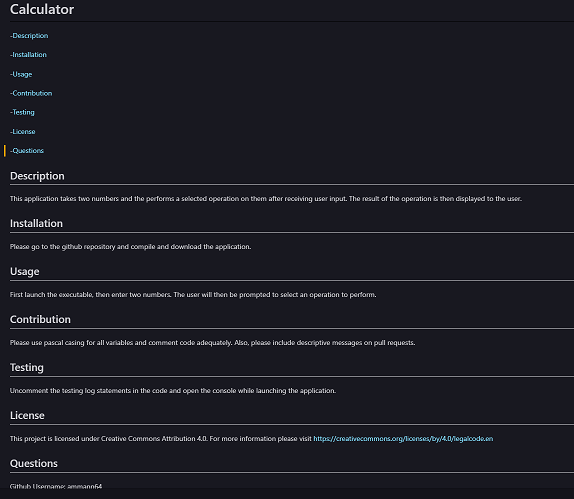 Calculator
-Description
-Installation
-Usage
-Contribution
-Testing
-License
-Questions
Description
This application takes two numbers and the performs a selected operation on them after receiving user input. The result of the operation is then displayed to the user.
Installation
Please go to the github repository and compile and download the application.
Usage
First launch the executable, then enter two numbers. The user will then be prompted to select an operation to perform.
Contribution
Please use pascal casing for all variables and comment code adequately. Also, please include descriptive messages on pull requests.
Testing
Uncomment the testing log statements in the code and open the console while launching the application.
License
This project is licensed under Creative Commons Attribution 4.0. For more information please visit https://creativecommons.org/licenses/by/4.0/legalcode.en
Questions
Github Username: ammann64